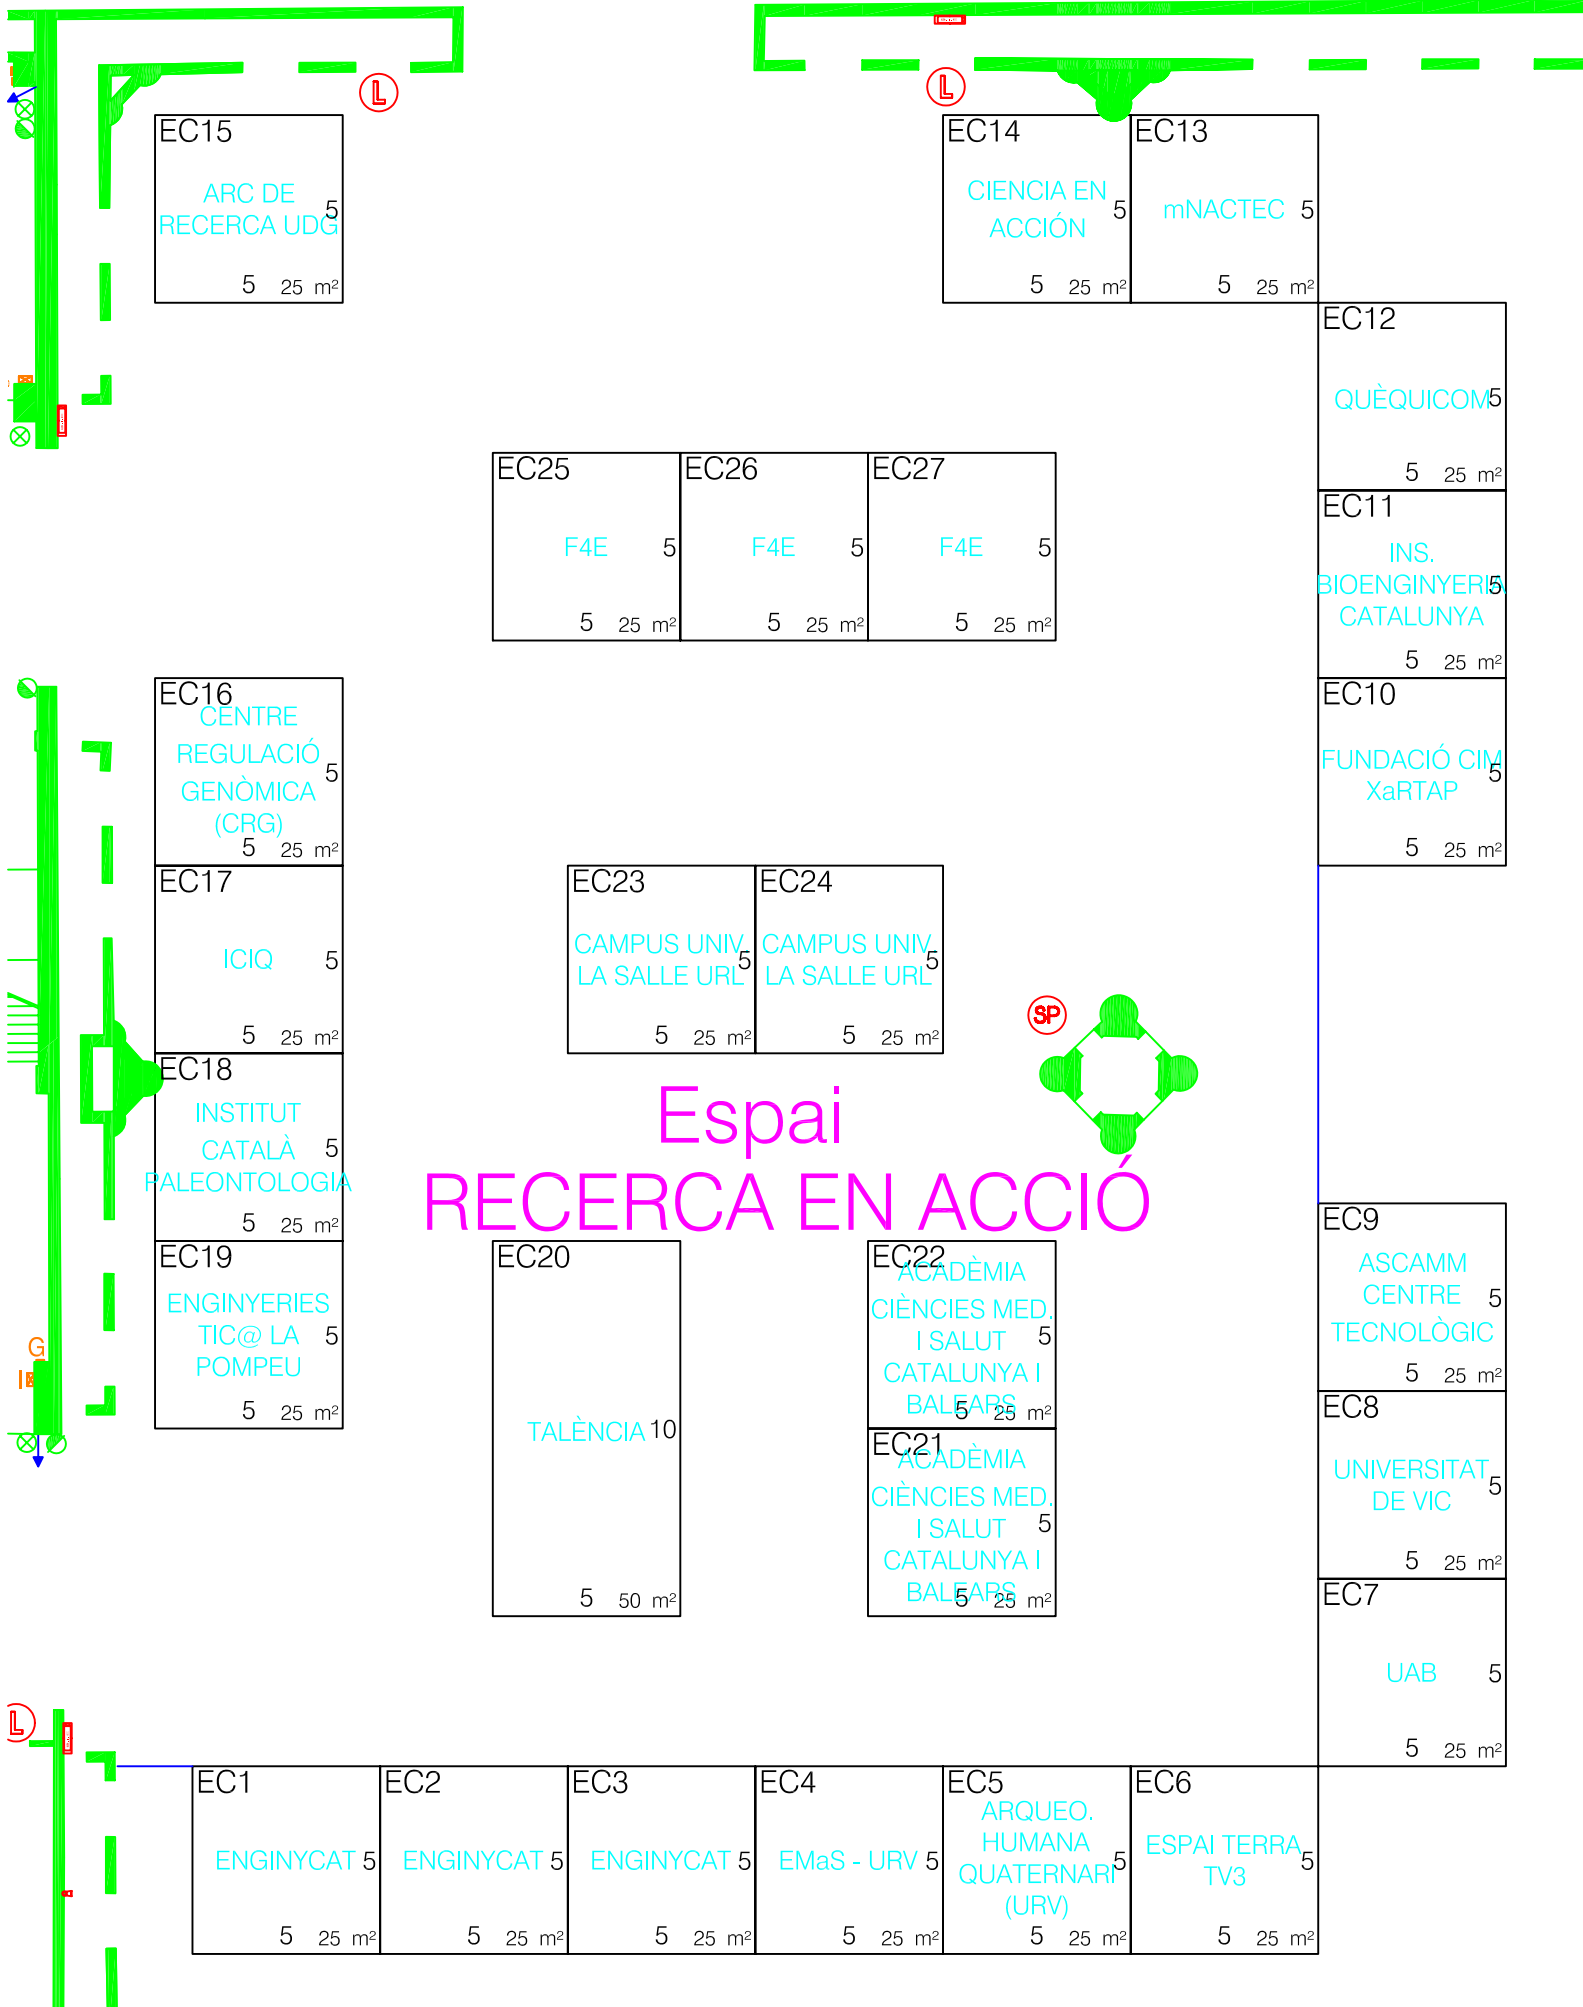 L
L
EC15
ARC DE
RECERCA UDG
5
5 25 m²
EC14
CIENCIA EN
ACCIÓN
5
5 25 m²
EC13
mNACTEC 5
5 25 m²
EC12
QUÈQUICOM 5
5 25 m²
EC25
F4E 5
5 25 m²
EC26
F4E 5
5 25 m²
EC27
F4E 5
5 25 m²
EC11
INS.
BIOENGINYERIA
5
CATALUNYA
5 25 m²
EC16
CENTRE
REGULACIÓ
5
GENÒMICA
(CRG)
5 25 m²
EC10
FUNDACIÓ CIM
5
XaRTAP
5 25 m²
EC17
ICIQ 5
5 25 m²
EC23
CAMPUS UNIV.
5
LA SALLE URL
5 25 m²
EC24
CAMPUS UNIV.
5
LA SALLE URL
5 25 m²
SP
EC18
INSTITUT
CATALÀ
5
PALEONTOLOGIA
5 25 m²
Espai
RECERCA EN ACCIÓ
EC19
ENGINYERIES
TIC@ LA 5
POMPEU
5 25 m²
G
EC20
TALÈNCIA 10
5 50 m²
EC22
ACADÈMIA
CIÈNCIES MED.
I SALUT 5
CATALUNYA I
BALEARS
5 25 m²
EC21
ACADÈMIA
CIÈNCIES MED.
I SALUT 5
CATALUNYA I
BALEARS
5 25 m²
EC9
ASCAMM
CENTRE 5
TECNOLÒGIC
5 25 m²
EC8
UNIVERSITAT
5
DE VIC
5 25 m²
EC7
UAB 5
5 25 m²
L
EC1
ENGINYCAT 5
5 25 m²
EC2
ENGINYCAT 5
5 25 m²
EC3
ENGINYCAT 5
5 25 m²
EC4
EMaS - URV 5
5 25 m²
EC5
ARQUEO.
HUMANA
5
QUATERNARI
(URV)
5 25 m²
EC6
ESPAI TERRA
5
TV3
5 25 m²